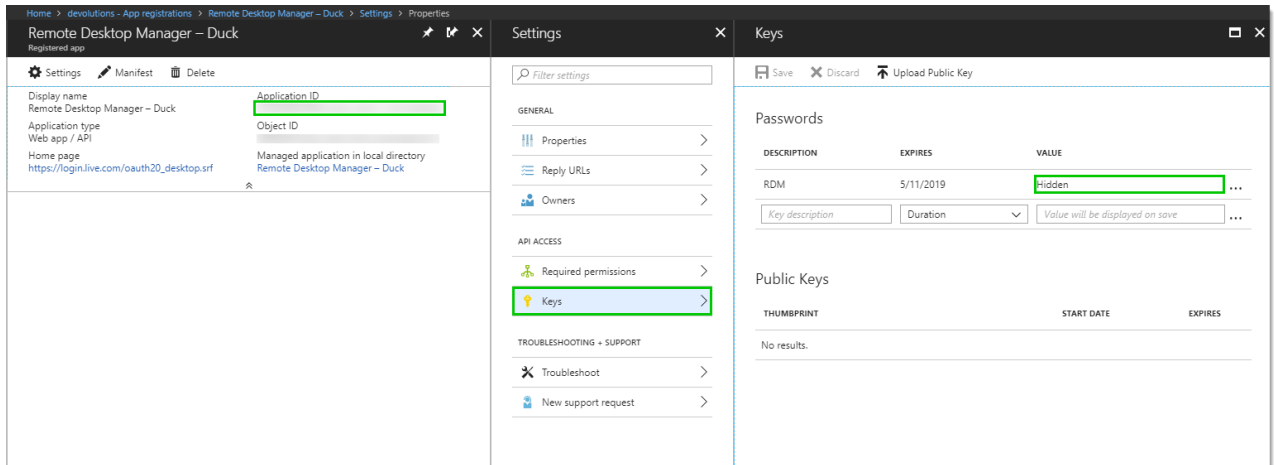 Home > devolutions - App registrations > Remote Desktop Manager – Duck > Settings > Properties
Remote Desktop Manager – Duck
Registered app
Settings Manifest Delete
Display name
Remote Desktop Manager – Duck
Application ID
Application type
Web app / API
Object ID
Home page
https://login.live.com/oauth20_desktop.srf
Managed application in local directory
Remote Desktop Manager – Duck
Settings
Filter settings
GENERAL
Properties
Reply URLs
Owners
API ACCESS
Required permissions
Keys
TROUBLESHOOTING + SUPPORT
Troubleshoot
New support request
Keys
Save Discard Upload Public Key
Passwords
DESCRIPTION EXPIRES VALUE
RDM 5/11/2019 Hidden ...
Key description Duration Value will be displayed on save ...
Public Keys
THUMBPRINT START DATE EXPIRES
No results.